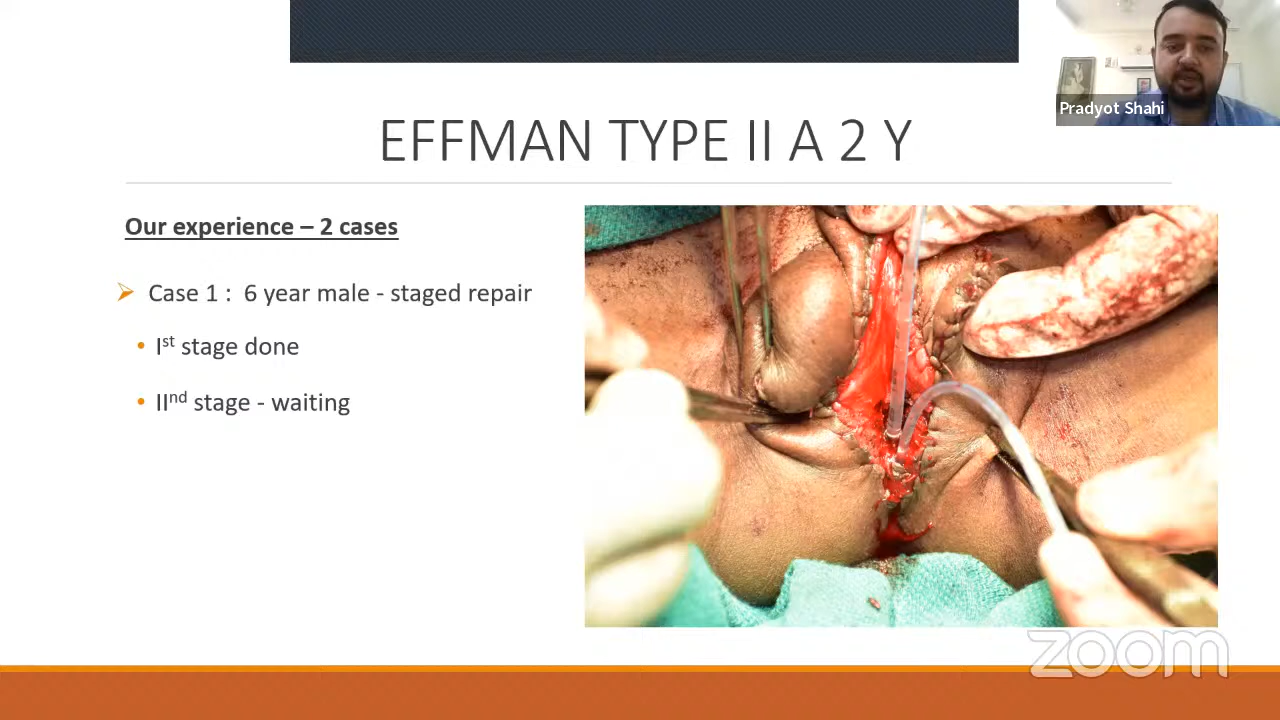 Pradyot Shahi
EFFMAN TYPE II A 2 Y
Our experience – 2 cases
Case 1 : 6 year male - staged repair
Ist stage done
IInd stage - waiting
zoom